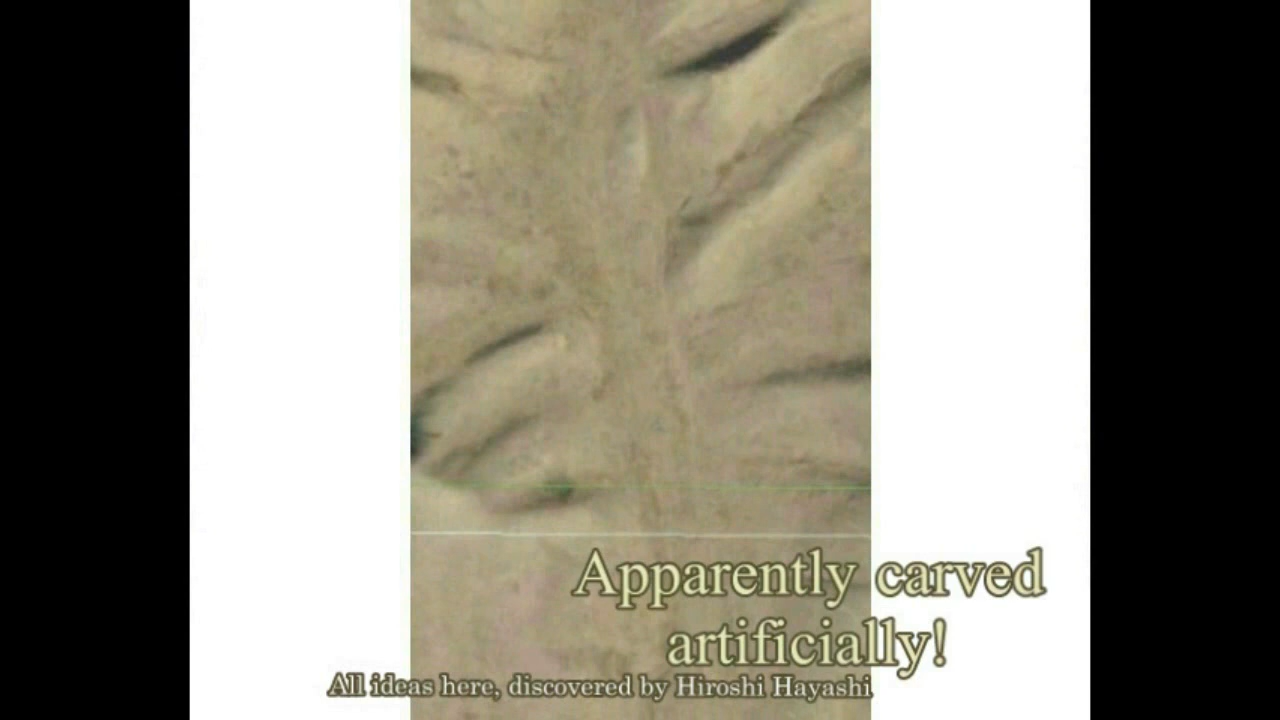 Apparently carved
artificially!
All ideas here, discovered by Hiroshi Hayashi